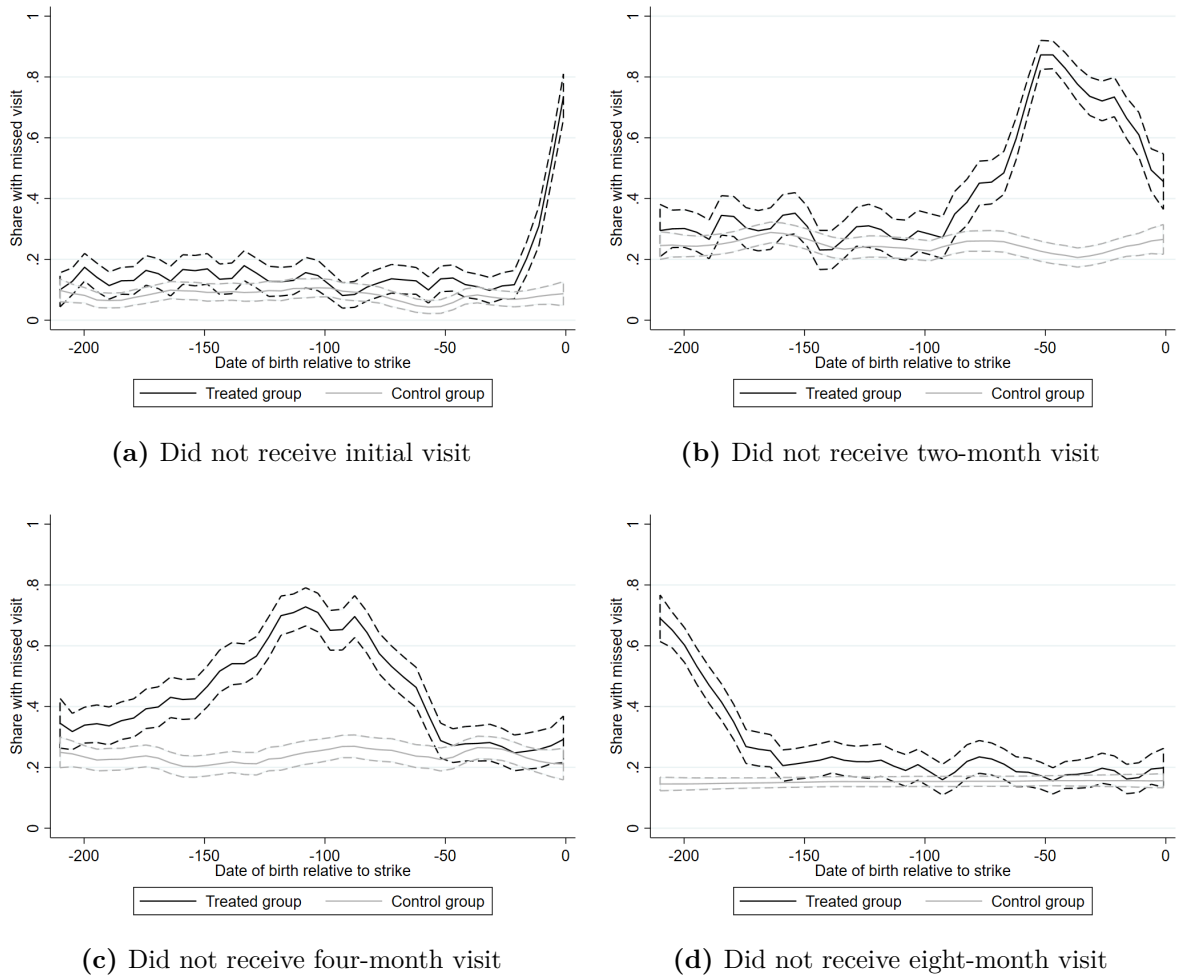 Share with missed visit
0 .2 .4 .6 .8 1
-200 -150 -100 -50 0
Date of birth relative to strike
Treated group Control group
(a) Did not receive initial visit
Share with missed visit
0 .2 .4 .6 .8 1
-200 -150 -100 -50 0
Date of birth relative to strike
Treated group Control group
(b) Did not receive two-month visit
Share with missed visit
0 .2 .4 .6 .8 1
-200 -150 -100 -50 0
Date of birth relative to strike
Treated group Control group
(c) Did not receive four-month visit
Share with missed visit
0 .2 .4 .6 .8 1
-200 -150 -100 -50 0
Date of birth relative to strike
Treated group Control group
(d) Did not receive eight-month visit